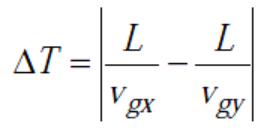 ΔT = | L / v_gx − L / v_gy |